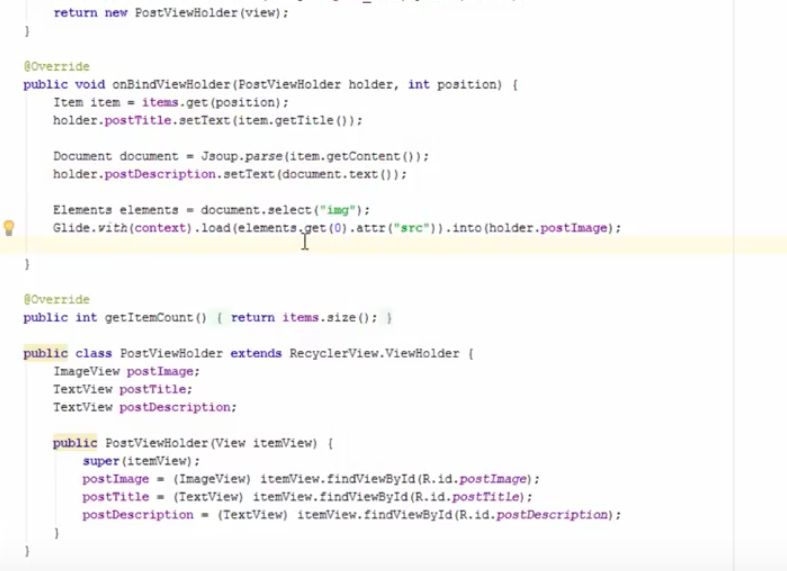 return new PostViewHolder(view);
}
@Override
public void onBindViewHolder(PostViewHolder holder, int position) {
Item item = items.get(position);
holder.postTitle.setText(item.getTitle());
Document document = Jsoup.parse(item.getContent());
holder.postDescription.setText(document.text());
Elements elements = document.select("img");
Glide.with(context).load(elements.get(0).attr("src")).into(holder.postImage);
}
@Override
public int getItemCount() { return items.size(); }
public class PostViewHolder extends RecyclerView.ViewHolder {
ImageView postImage;
TextView postTitle;
TextView postDescription;
public PostViewHolder(View itemView) {
super(itemView);
postImage = (ImageView) itemView.findViewById(R.id.postImage);
postTitle = (TextView) itemView.findViewById(R.id.postTitle);
postDescription = (TextView) itemView.findViewById(R.id.postDescription);
}
}